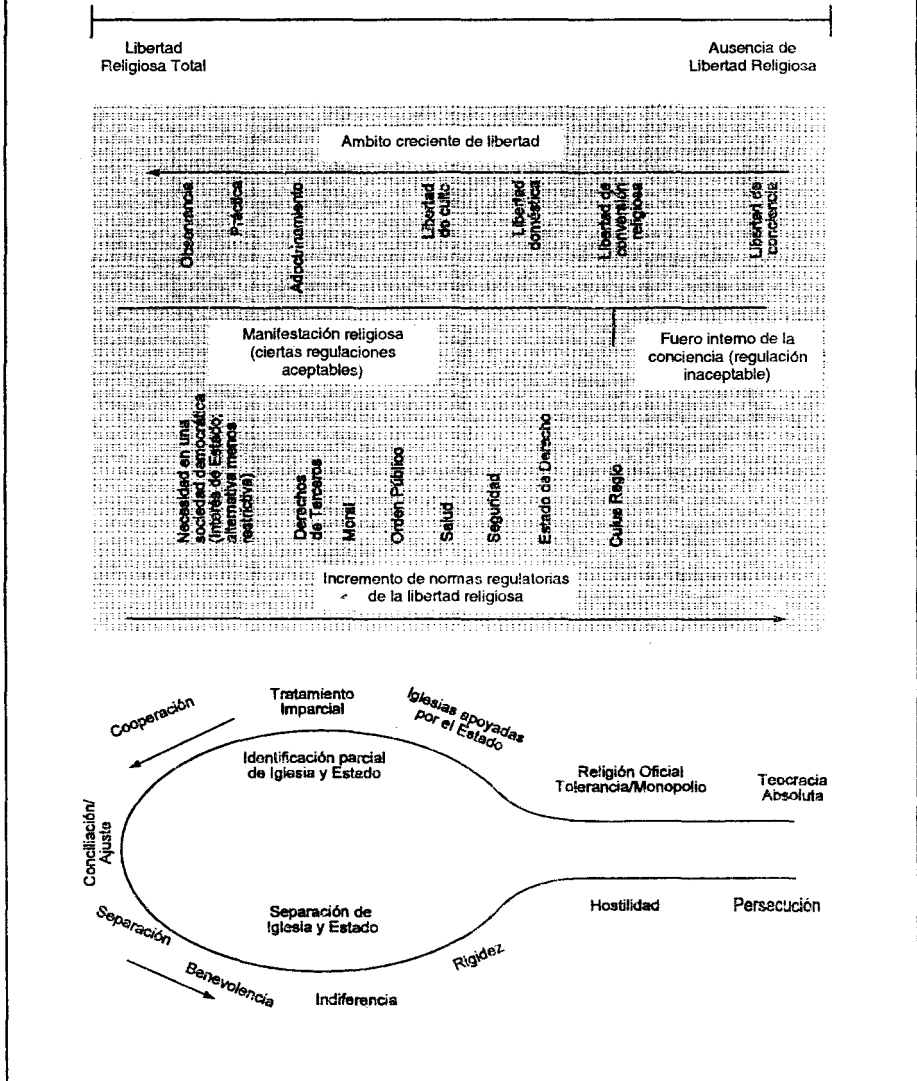 Libertad
Religiosa Total
Ausencia de
Libertad Religiosa
Ambito creciente de libertad
Observancia
Práctica
Adoctrinamiento
Libertad
de culto
Libertad
doméstica
Libertad de
conversión
religiosa
Libertad de
conciencia
Manifestación religiosa
(ciertas regulaciones
aceptables)
Fuero interno de la
conciencia (regulación
inaceptable)
Necesidad en una
sociedad democrática
(Interés de Estado;
alternativa menos
restrictiva)
Derechos
de Terceros
Moral
Orden Público
Salud
Seguridad
Estado de Derecho
Cuius Regio
Incremento de normas regulatorias
de la libertad religiosa
Cooperación
Tratamiento
Imparcial
Iglesias apoyadas
por el Estado
Identificación parcial
de Iglesia y Estado
Religión Oficial
Tolerancia/Monopolio
Teocracia
Absoluta
Conciliación/
Ajuste
Separación de
Iglesia y Estado
Hostilidad
Persecución
Separación
Benevolencia
Indiferencia
Rigidez